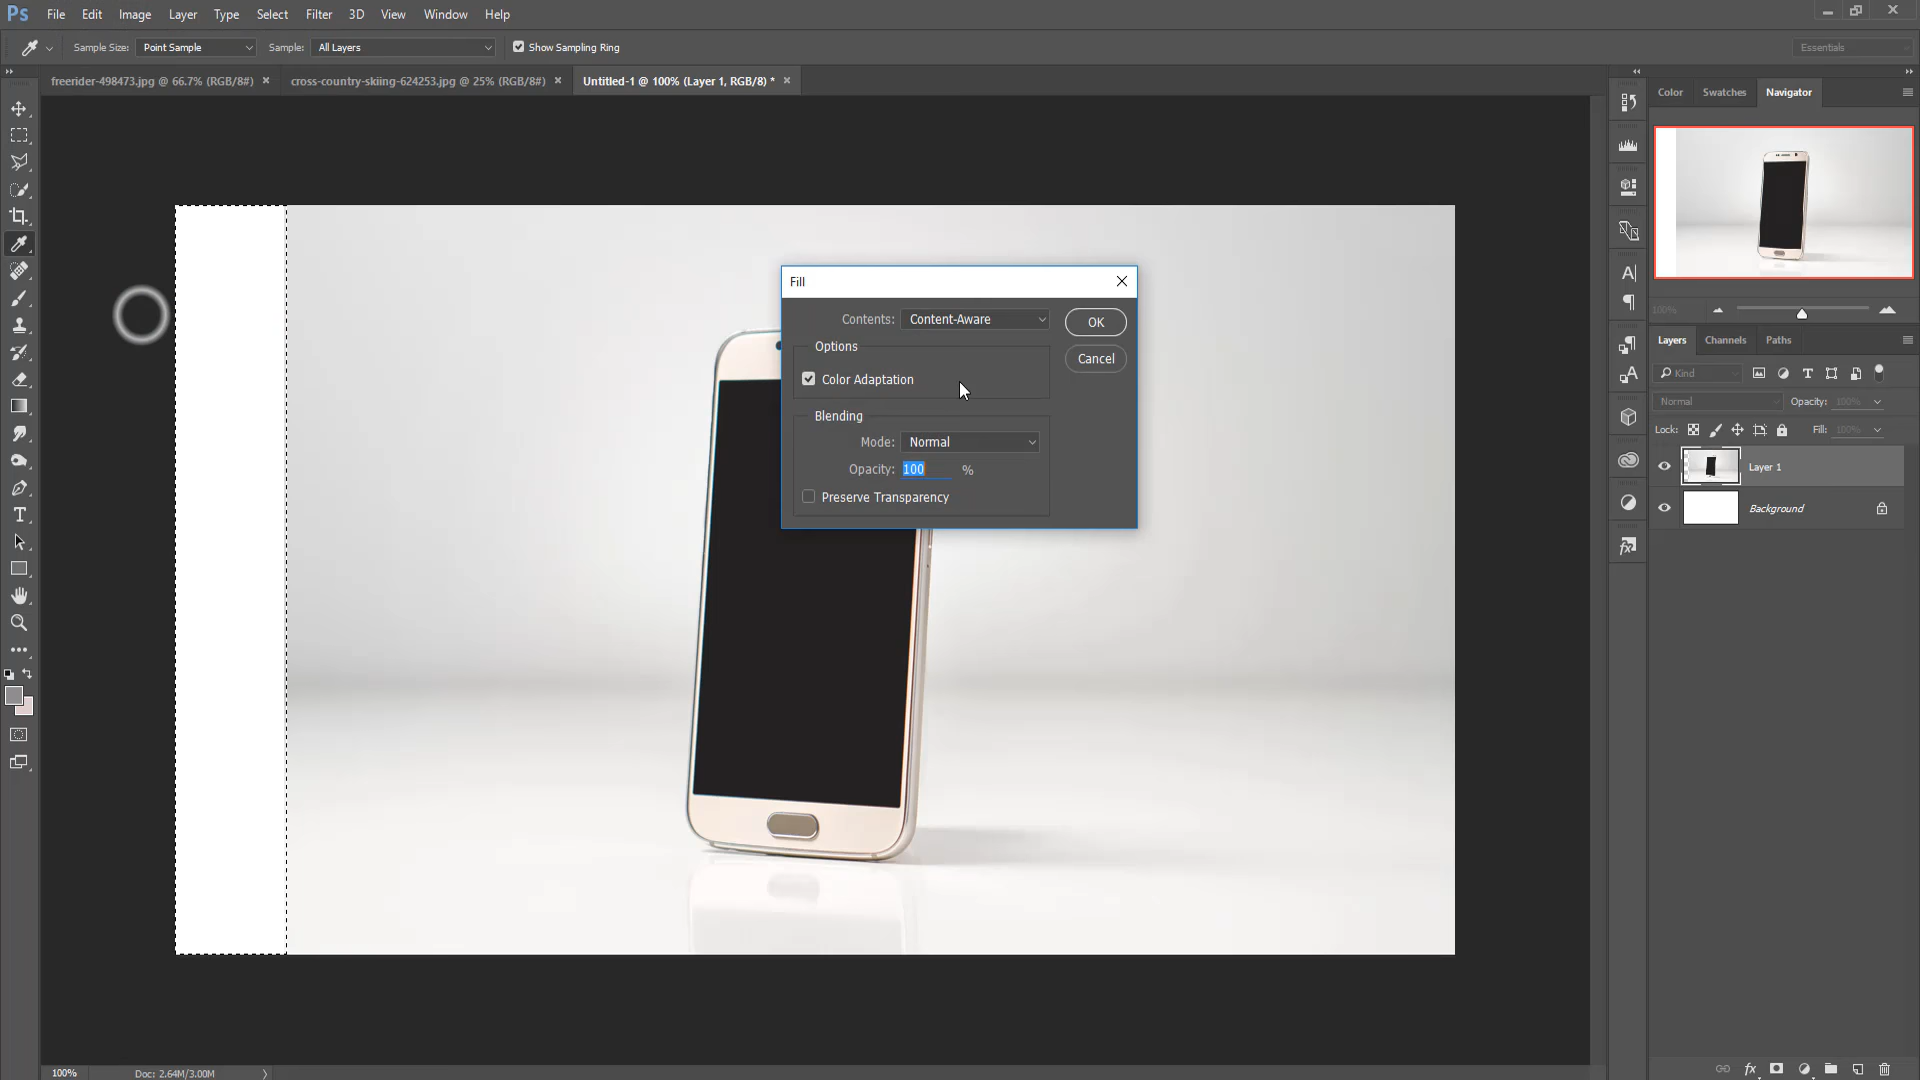 Ps File Edit Image Layer Type Select Filter 3D View Window Help
Sample Size: Point Sample Sample: All Layers Show Sampling Ring Essentials
freerider-498473.jpg @ 66.7% (RGB/8#) × cross-country-skiing-624253.jpg @ 25% (RGB/8#) × Untitled-1 @ 100% (Layer 1, RGB/8) * ×
Color Swatches Navigator
Fill
Contents: Content-Aware
OK
Options
Cancel
Color Adaptation
Blending
Mode: Normal
Opacity: 100 %
Preserve Transparency
100%
Layers Channels Paths
Kind
Normal Opacity: 100%
Lock: Fill: 100%
Layer 1
Background
100% Doc: 2.64M/3.00M